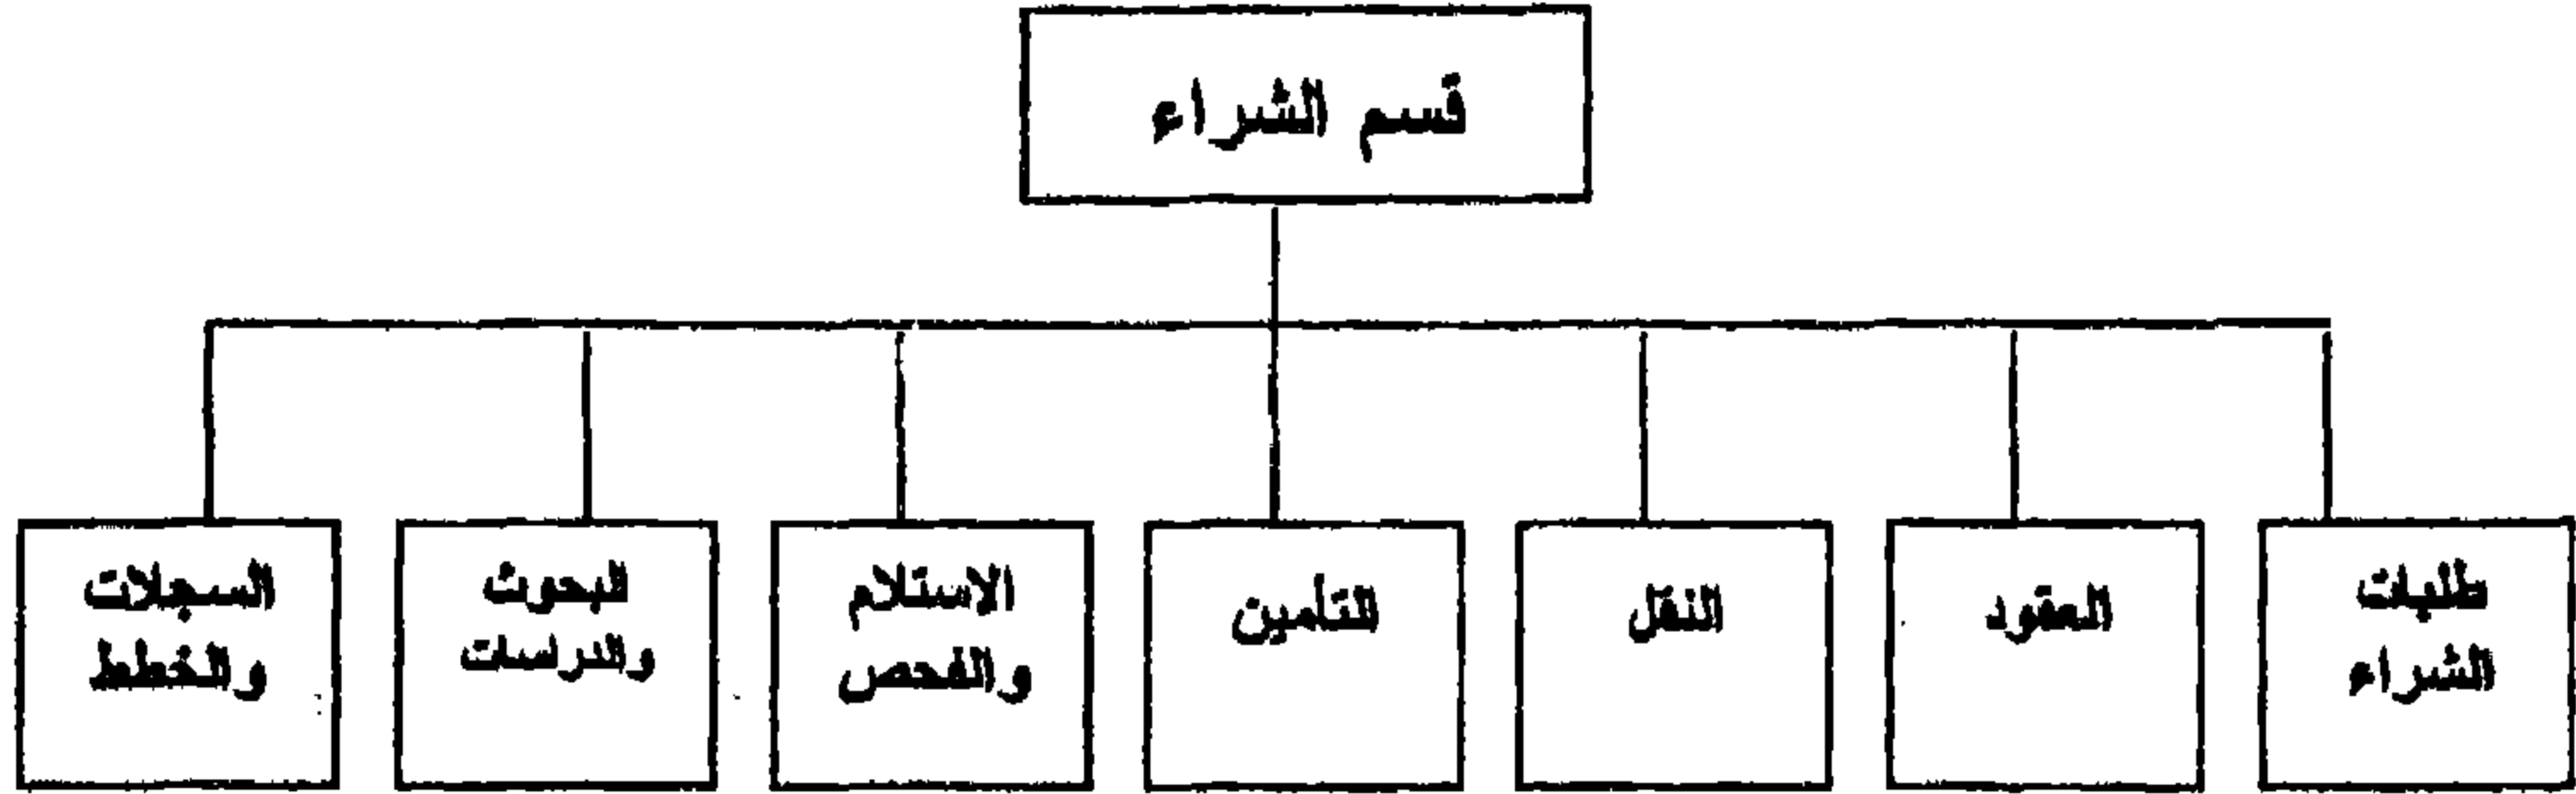 قسم الشراء
طلبات
الشراء
العقود
النقل
التأمين
الاستلام
والفحص
البحوث
والدراسات
السجلات
والخطط